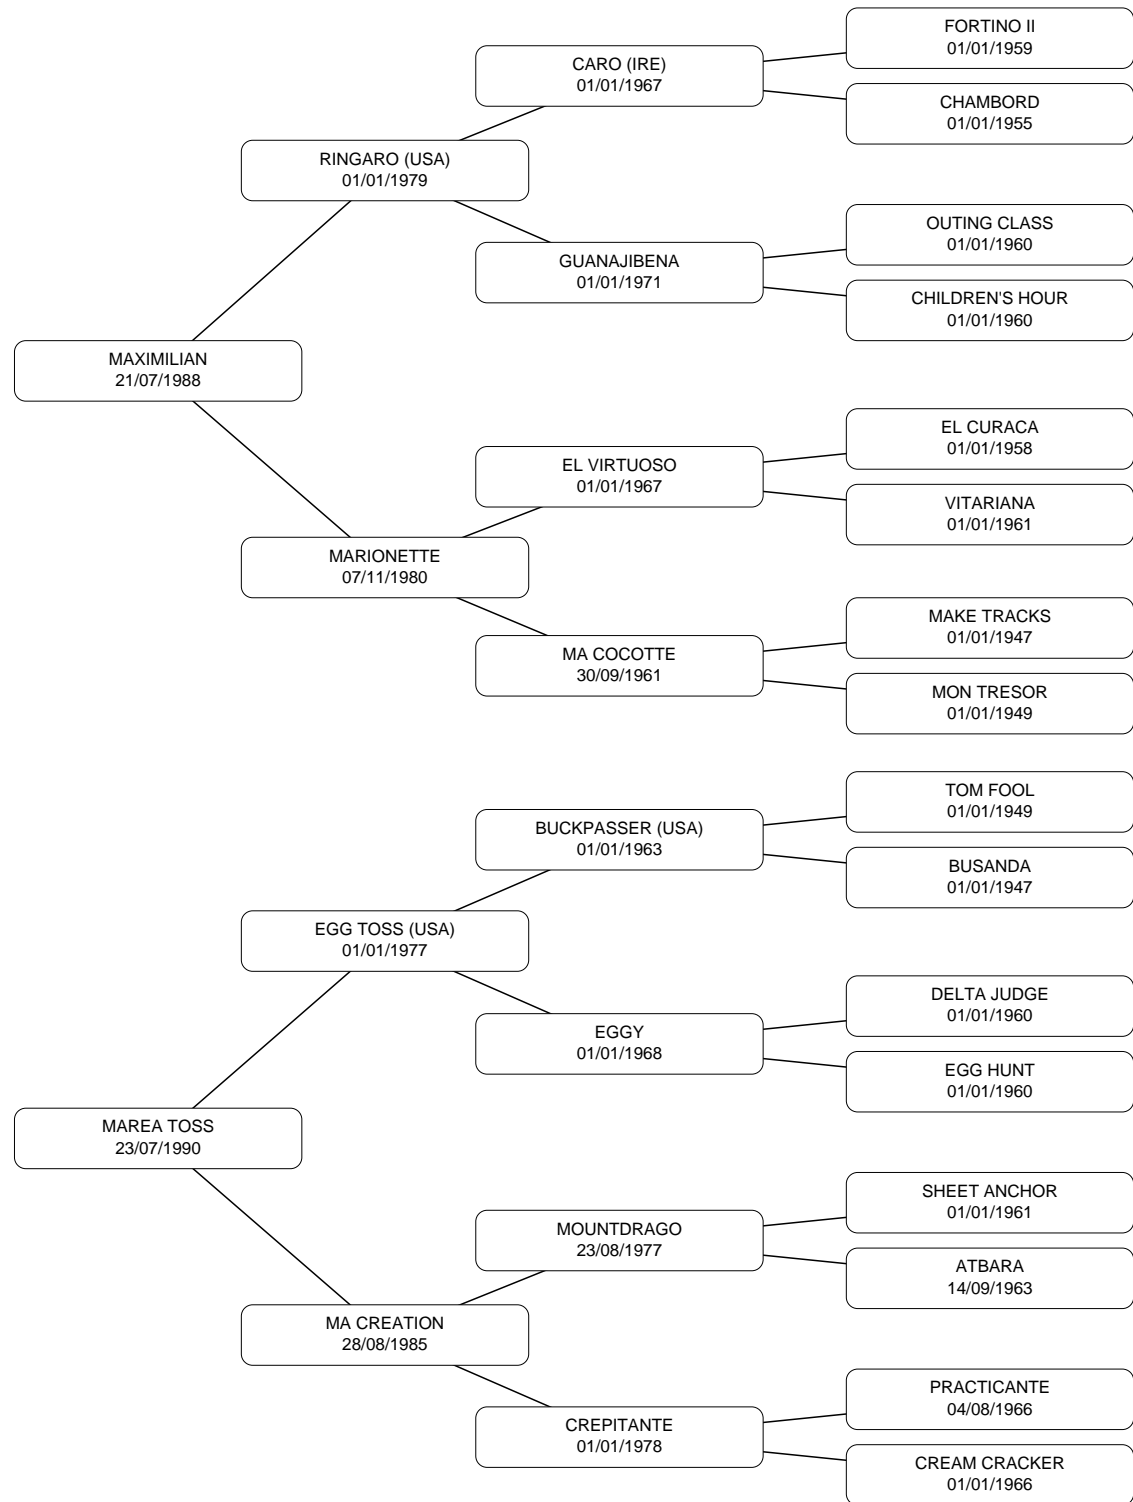 FORTINO II
01/01/1959
CARO (IRE)
01/01/1967
CHAMBORD
01/01/1955
RINGARO (USA)
01/01/1979
OUTING CLASS
01/01/1960
GUANAJIBENA
01/01/1971
CHILDREN'S HOUR
01/01/1960
MAXIMILIAN
21/07/1988
EL CURACA
01/01/1958
EL VIRTUOSO
01/01/1967
VITARIANA
01/01/1961
MARIONETTE
07/11/1980
MAKE TRACKS
01/01/1947
MA COCOTTE
30/09/1961
MON TRESOR
01/01/1949
TOM FOOL
01/01/1949
BUCKPASSER (USA)
01/01/1963
BUSANDA
01/01/1947
EGG TOSS (USA)
01/01/1977
DELTA JUDGE
01/01/1960
EGGY
01/01/1968
EGG HUNT
01/01/1960
MAREA TOSS
23/07/1990
SHEET ANCHOR
01/01/1961
MOUNTDRAGO
23/08/1977
ATBARA
14/09/1963
MA CREATION
28/08/1985
PRACTICANTE
04/08/1966
CREPITANTE
01/01/1978
CREAM CRACKER
01/01/1966